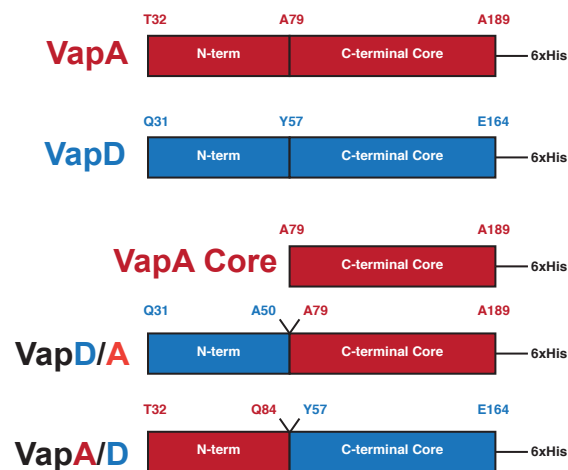 T32 A79 A189
VapA N-term C-terminal Core 6xHis
Q31 Y57 E164
VapD N-term C-terminal Core 6xHis
A79 A189
VapA Core C-terminal Core 6xHis
Q31 A50 A79 A189
VapD/A N-term C-terminal Core 6xHis
T32 Q84 Y57 E164
VapA/D N-term C-terminal Core 6xHis